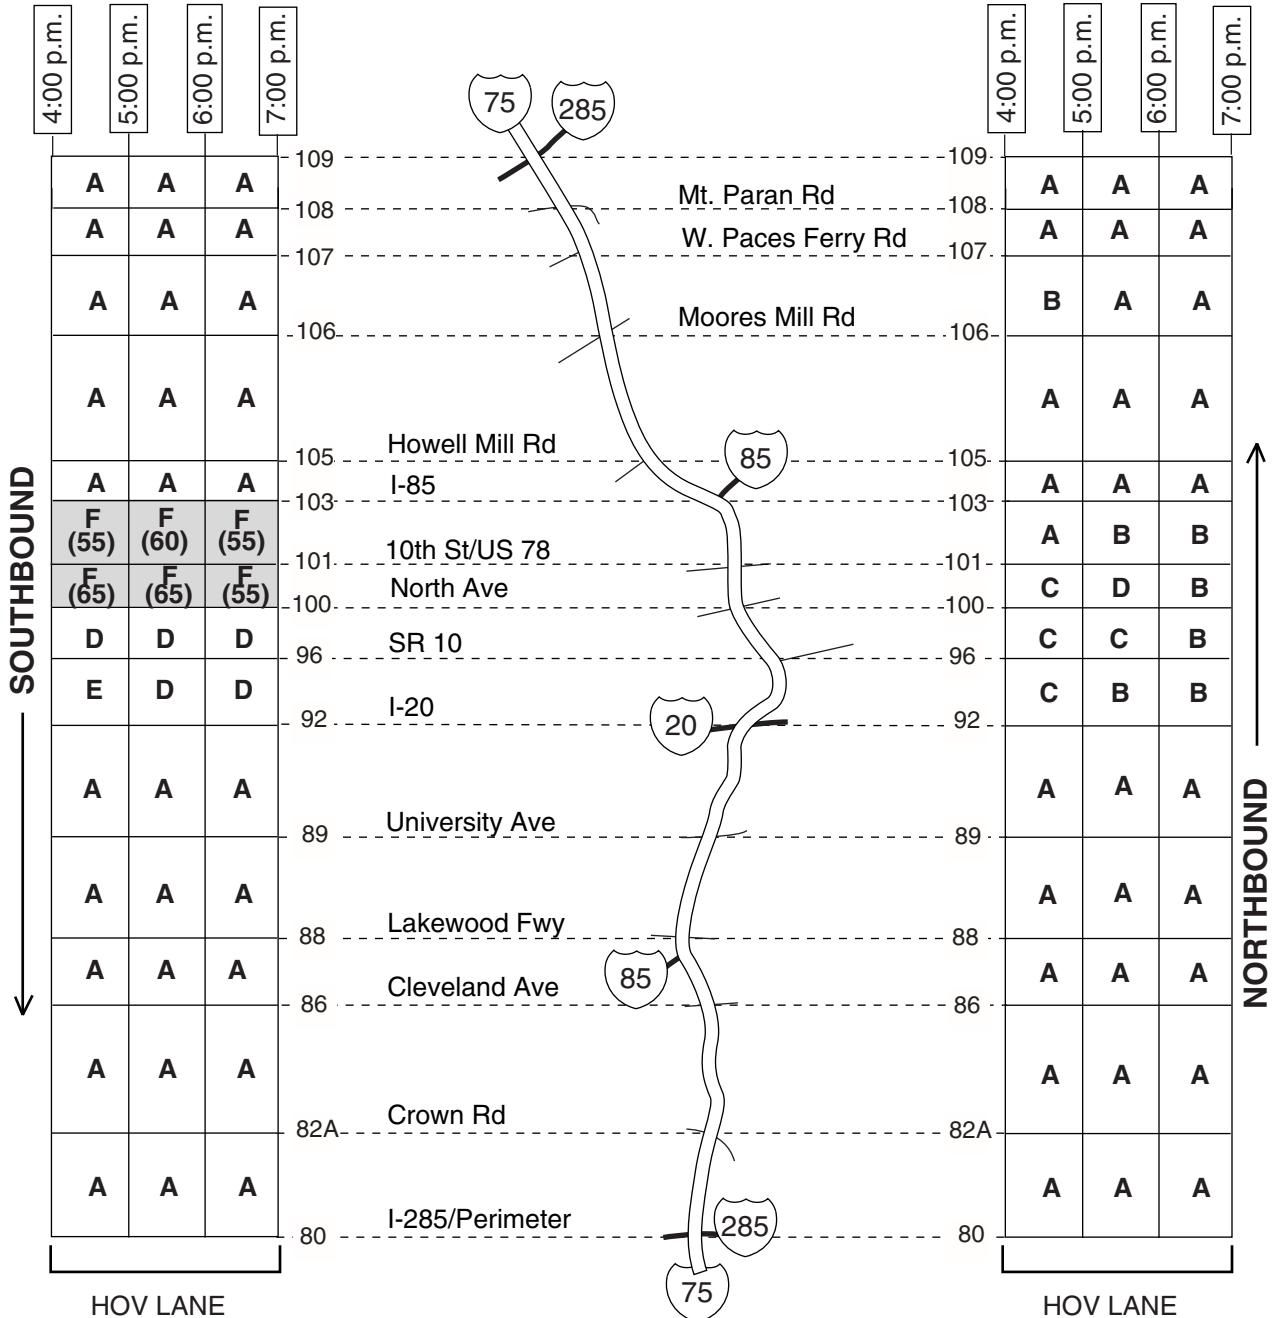 4:00 p.m. 5:00 p.m. 6:00 p.m. 7:00 p.m. 4:00 p.m. 5:00 p.m. 6:00 p.m. 7:00 p.m.
75 285
109 109
A A A Mt. Paran Rd A A A
108 108
A A A W. Paces Ferry Rd A A A
107 107
A A A Moores Mill Rd B A A
106 106
A A A A A A
Howell Mill Rd 85
105 105
A A A I-85 A A A
103 103
F F F A B B
(55) (60) (55)
10th St/US 78
101 101
F F F North Ave C D B
(65) (65) (55)
100 100
D D D SR 10 C C B
96 96
E D D I-20 C B B
92 20 92
A A A A A A
University Ave
89 89
A A A A A A
Lakewood Fwy
88 88
A A A 85 A A A
Cleveland Ave
86 86
A A A A A A
Crown Rd
82A 82A
A A A A A A
I-285/Perimeter 285
80 80
75
SOUTHBOUND
NORTHBOUND
HOV LANE HOV LANE